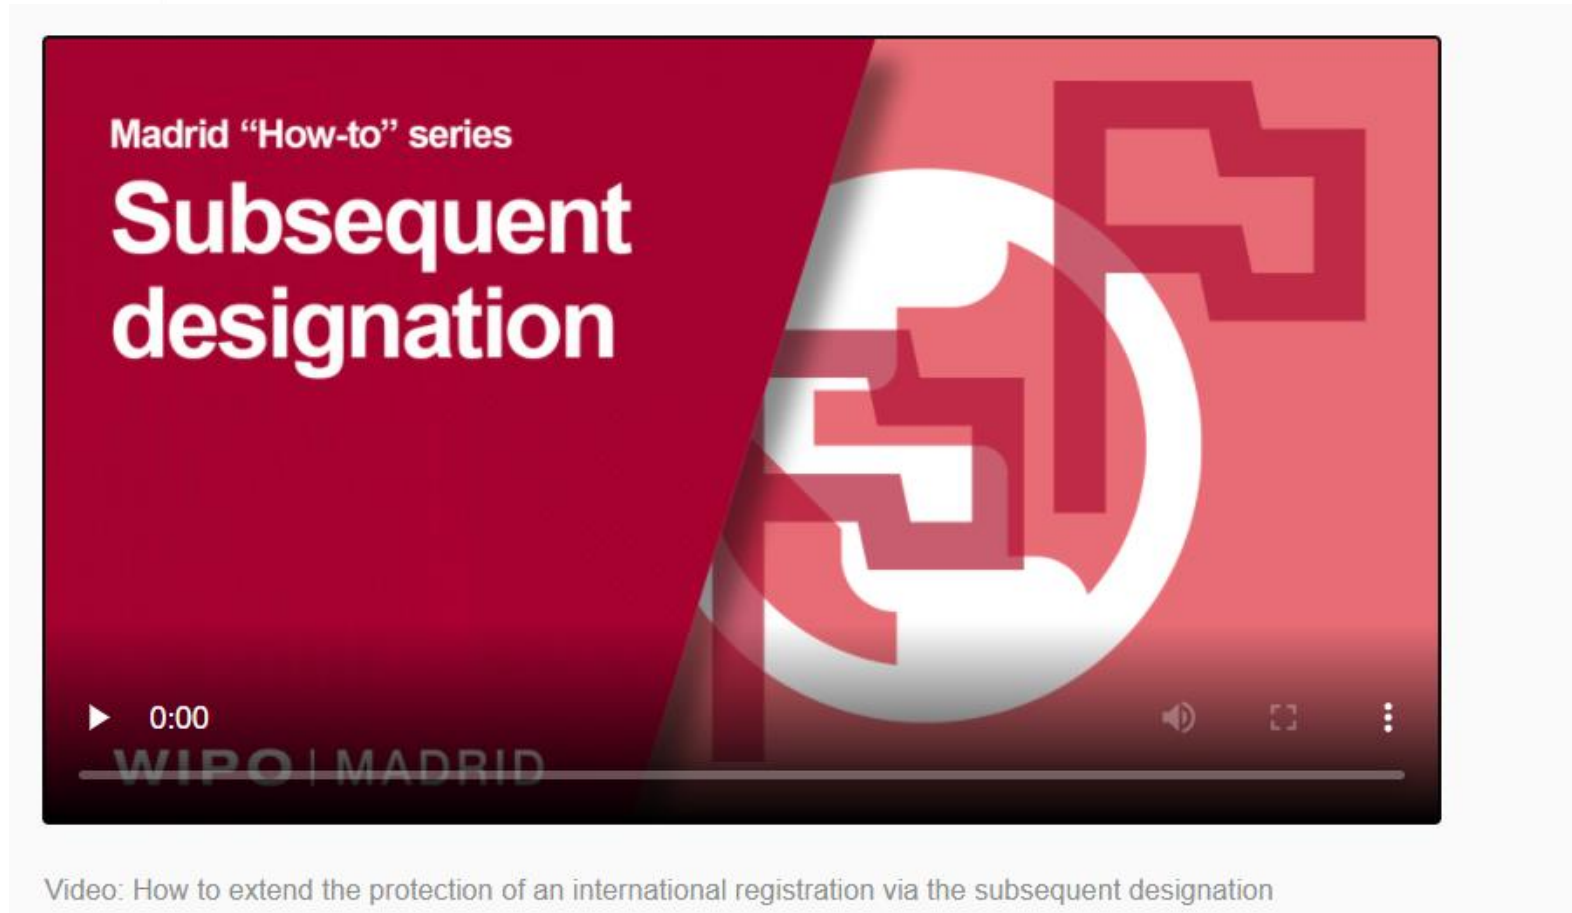 Madrid “How-to” series
Subsequent
designation
0:00
WIPO | MADRID
Video: How to extend the protection of an international registration via the subsequent designation